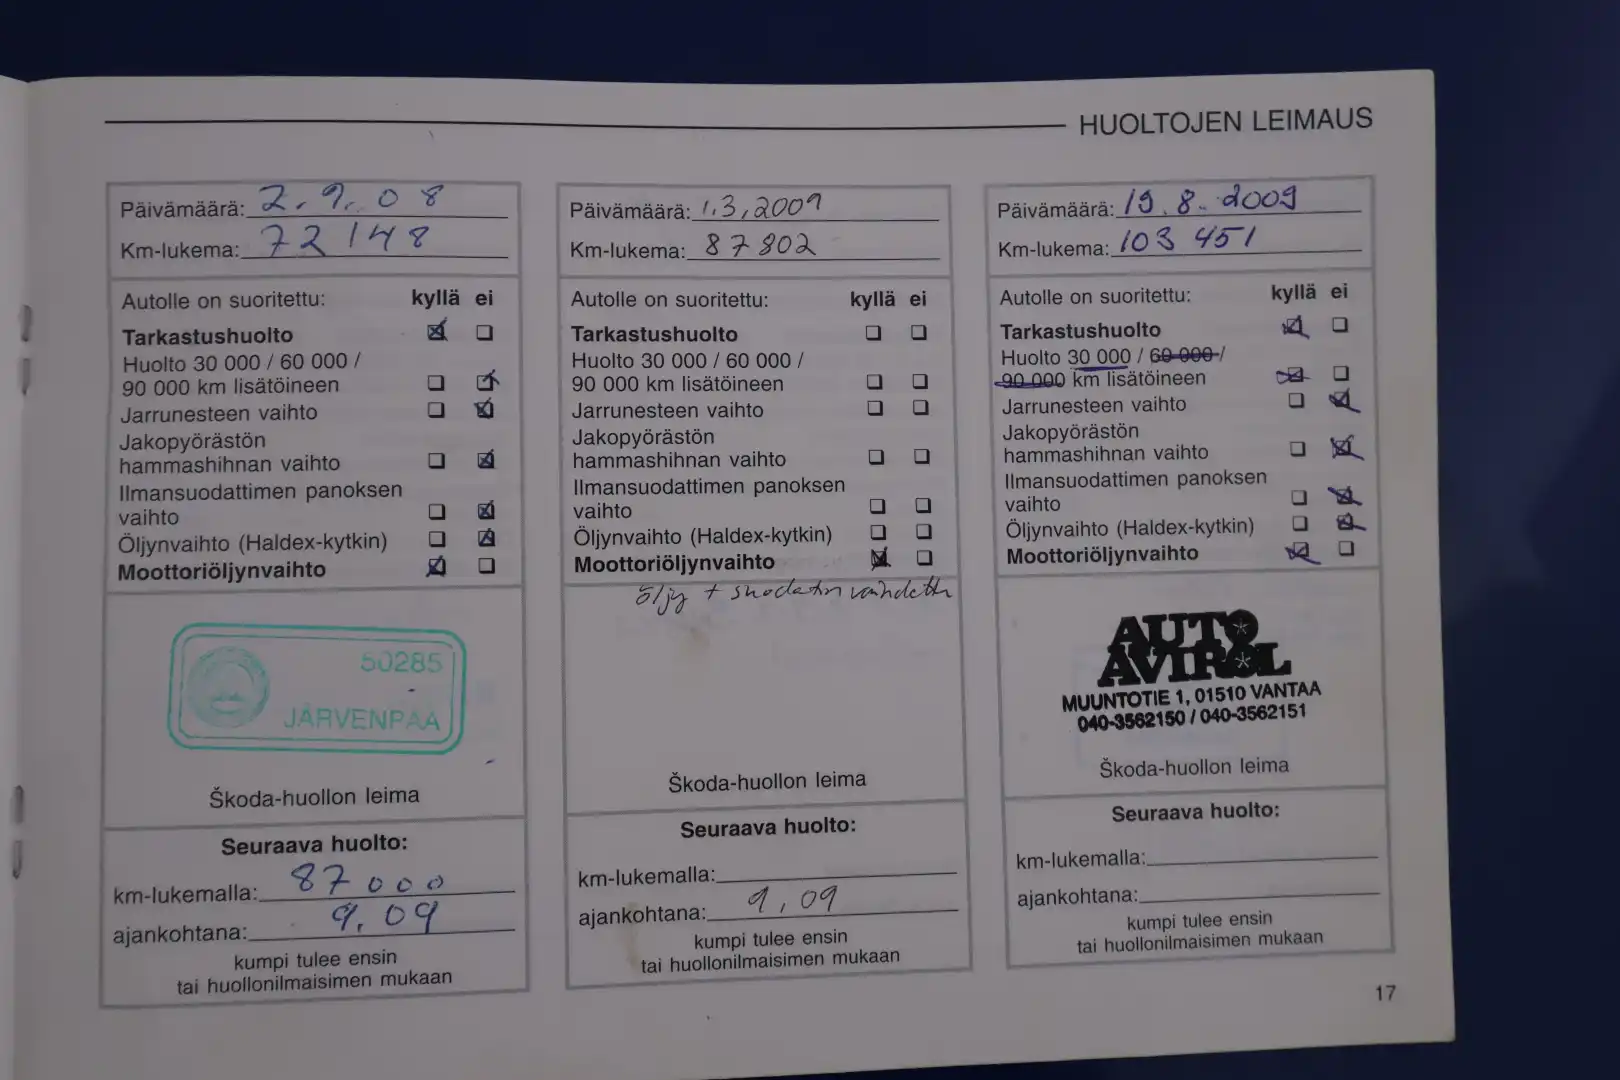 HUOLTOJEN LEIMAUS
Päivämäärä: 2.9.08
Km-lukema: 72148
Autolle on suoritettu: kyllä ei
Tarkastushuolto
Huolto 30 000 / 60 000 /
90 000 km lisätöineen
Jarrunesteen vaihto
Jakopyörästön
hammashihnan vaihto
Ilmansuodattimen panoksen
vaihto
Öljynvaihto (Haldex-kytkin)
Moottoriöljynvaihto
50285
JÄRVENPÄÄ
Škoda-huollon leima
Seuraava huolto:
km-lukemalla: 87000
ajankohtana: 9.09
kumpi tulee ensin
tai huollonilmaisimen mukaan
Päivämäärä: 1.3,2009
Km-lukema: 87802
Autolle on suoritettu: kyllä ei
Tarkastushuolto
Huolto 30 000 / 60 000 /
90 000 km lisätöineen
Jarrunesteen vaihto
Jakopyörästön
hammashihnan vaihto
Ilmansuodattimen panoksen
vaihto
Öljynvaihto (Haldex-kytkin)
Moottoriöljynvaihto
öljy + suodatin vaihdettu
Škoda-huollon leima
Seuraava huolto:
km-lukemalla:
ajankohtana: 9,09
kumpi tulee ensin
tai huollonilmaisimen mukaan
Päivämäärä: 19.8.2009
Km-lukema: 103 451
Autolle on suoritettu: kyllä ei
Tarkastushuolto
Huolto 30 000 / 60 000 /
90 000 km lisätöineen
Jarrunesteen vaihto
Jakopyörästön
hammashihnan vaihto
Ilmansuodattimen panoksen
vaihto
Öljynvaihto (Haldex-kytkin)
Moottoriöljynvaihto
AUTO
AVIROL
MUUNTOTIE 1, 01510 VANTAA
040-3562150 / 040-3562151
Škoda-huollon leima
Seuraava huolto:
km-lukemalla:
ajankohtana:
kumpi tulee ensin
tai huollonilmaisimen mukaan
17